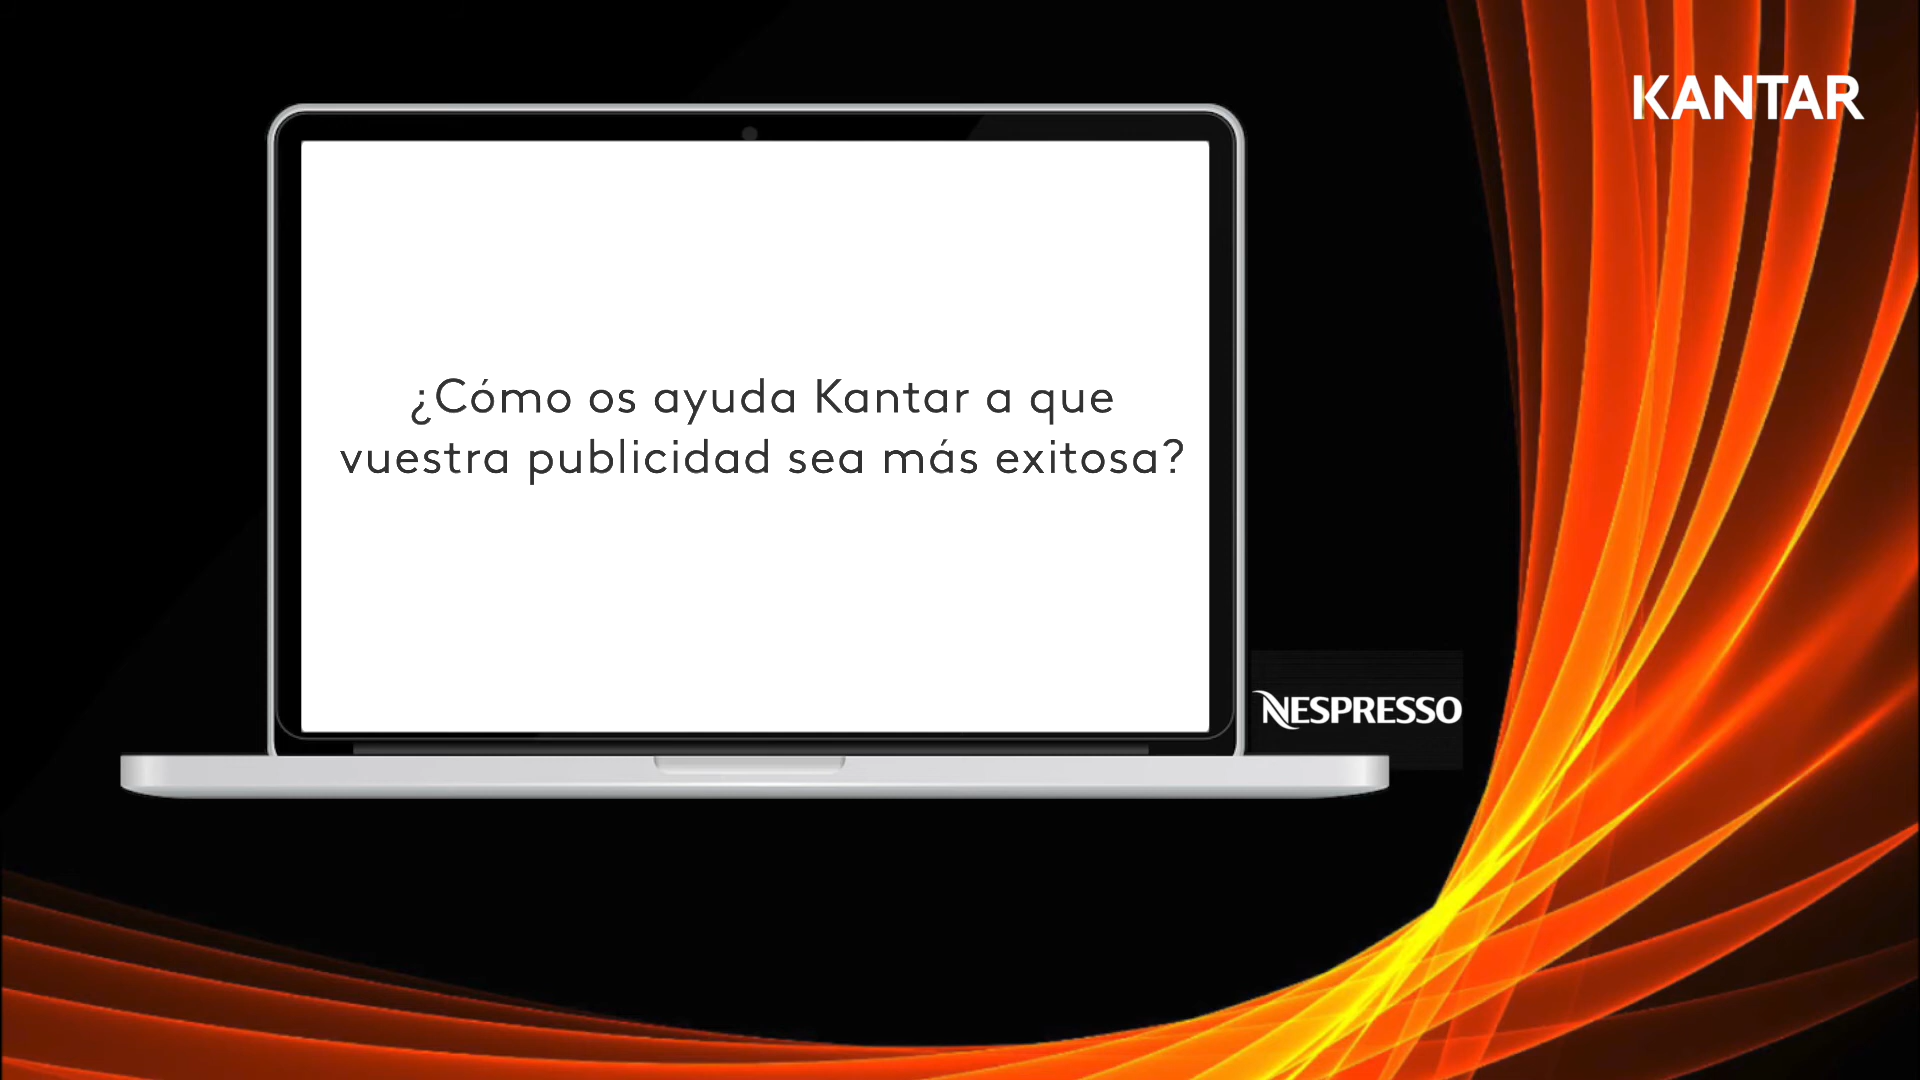 KANTAR
¿Cómo os ayuda Kantar a que
vuestra publicidad sea más exitosa?
NESPRESSO